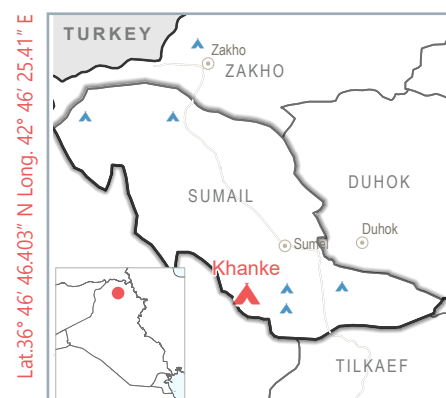 TURKEY
Zakho
ZAKHO
Lat.36° 46′ 46.403″ N Long. 42° 46′ 25.41″ E
DUHOK
SUMAIL
Duhok
Sumel
Khanke
TILKAEF